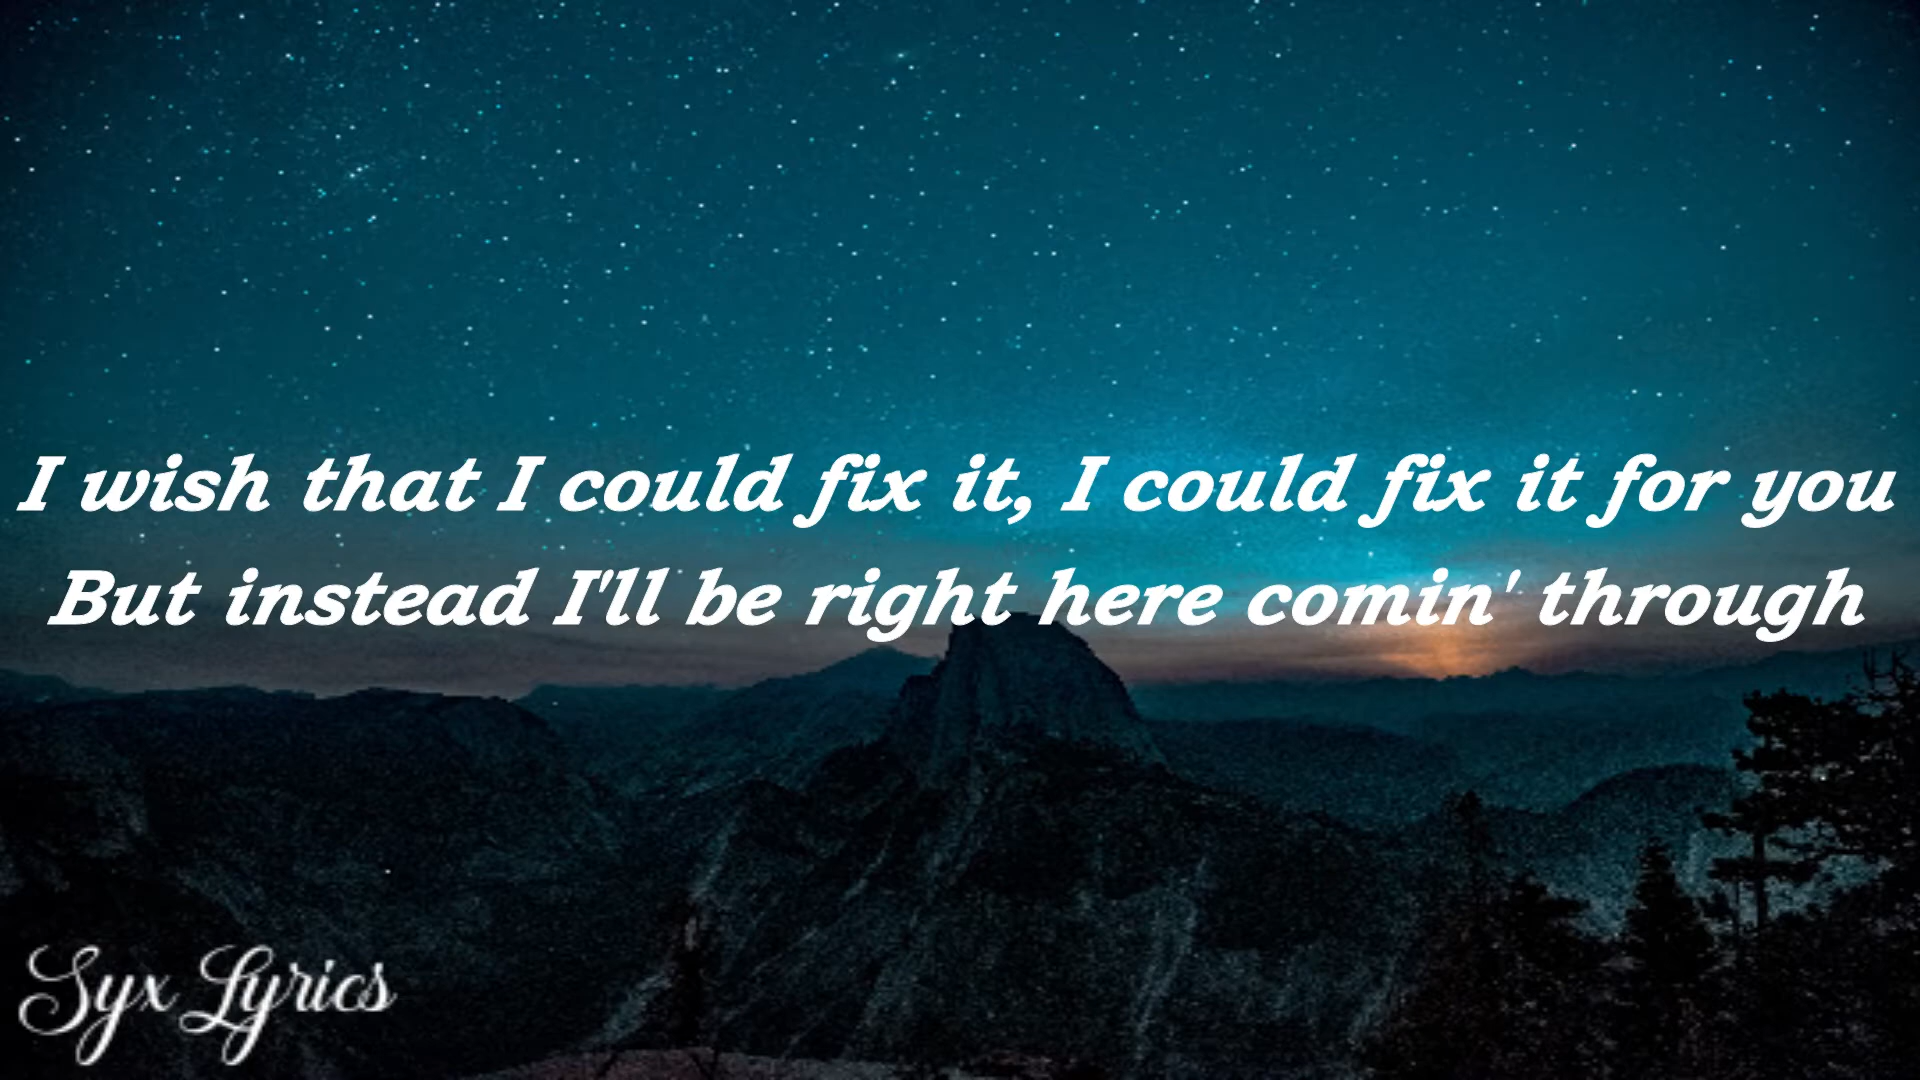 I wish that I could fix it, I could fix it for you
But instead I'll be right here comin' through
Syx Lyrics